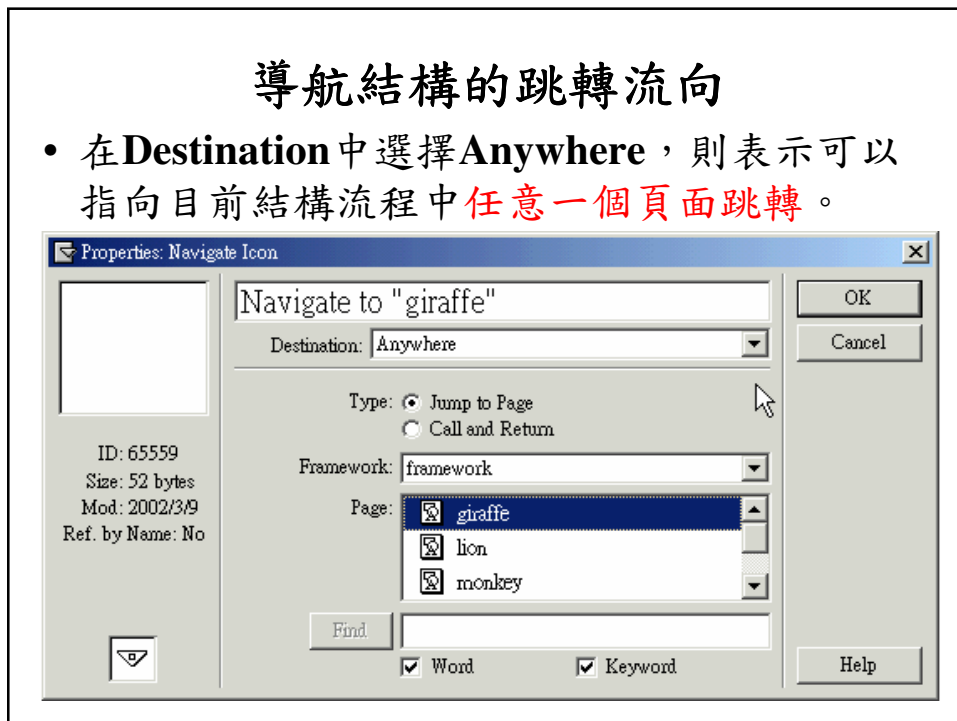 導航結構的跳轉流向
• 在Destination中選擇Anywhere，則表示可以
指向目前結構流程中任意一個頁面跳轉。
Properties: Navigate Icon
Navigate to "giraffe"
OK
Destination: Anywhere
Cancel
Type: Jump to Page
Call and Return
ID: 65559
Size: 52 bytes
Mod: 2002/3/9
Ref. by Name: No
Framework: framework
Page: giraffe
lion
monkey
Find
Word Keyword
Help